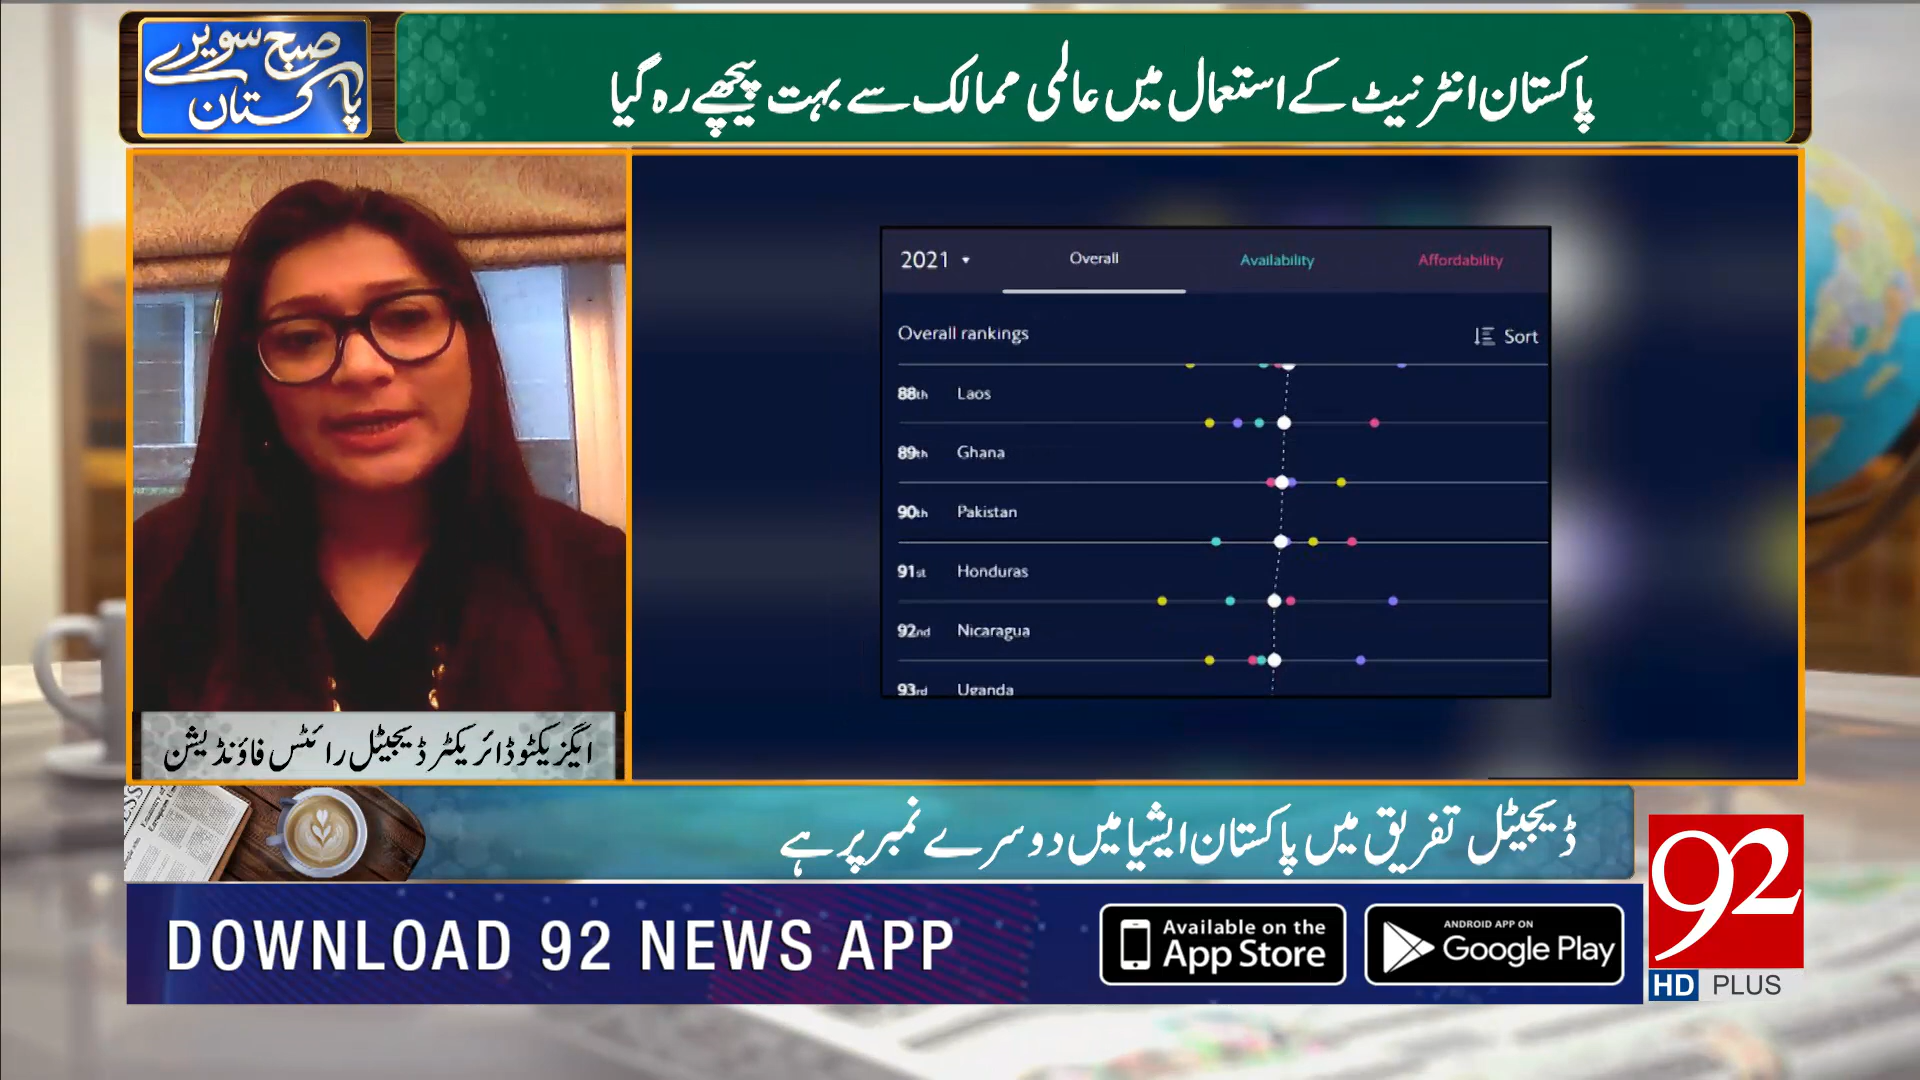 صبح سویرے
پاکستان
پاکستان انٹرنیٹ کے استعمال میں عالمی ممالک سے بہت پیچھے رہ گیا
2021
Overall
Availability
Affordability
Overall rankings
Sort
88th Laos
89th Ghana
90th Pakistan
91st Honduras
92nd Nicaragua
93rd Uganda
ایگزیکٹو ڈائریکٹر ڈیجیٹل رائٹس فاؤنڈیشن
ڈیجیٹل تفریق میں پاکستان ایشیا میں دوسرے نمبر پر ہے
DOWNLOAD 92 NEWS APP
Available on the
App Store
ANDROID APP ON
Google Play
92
HD PLUS